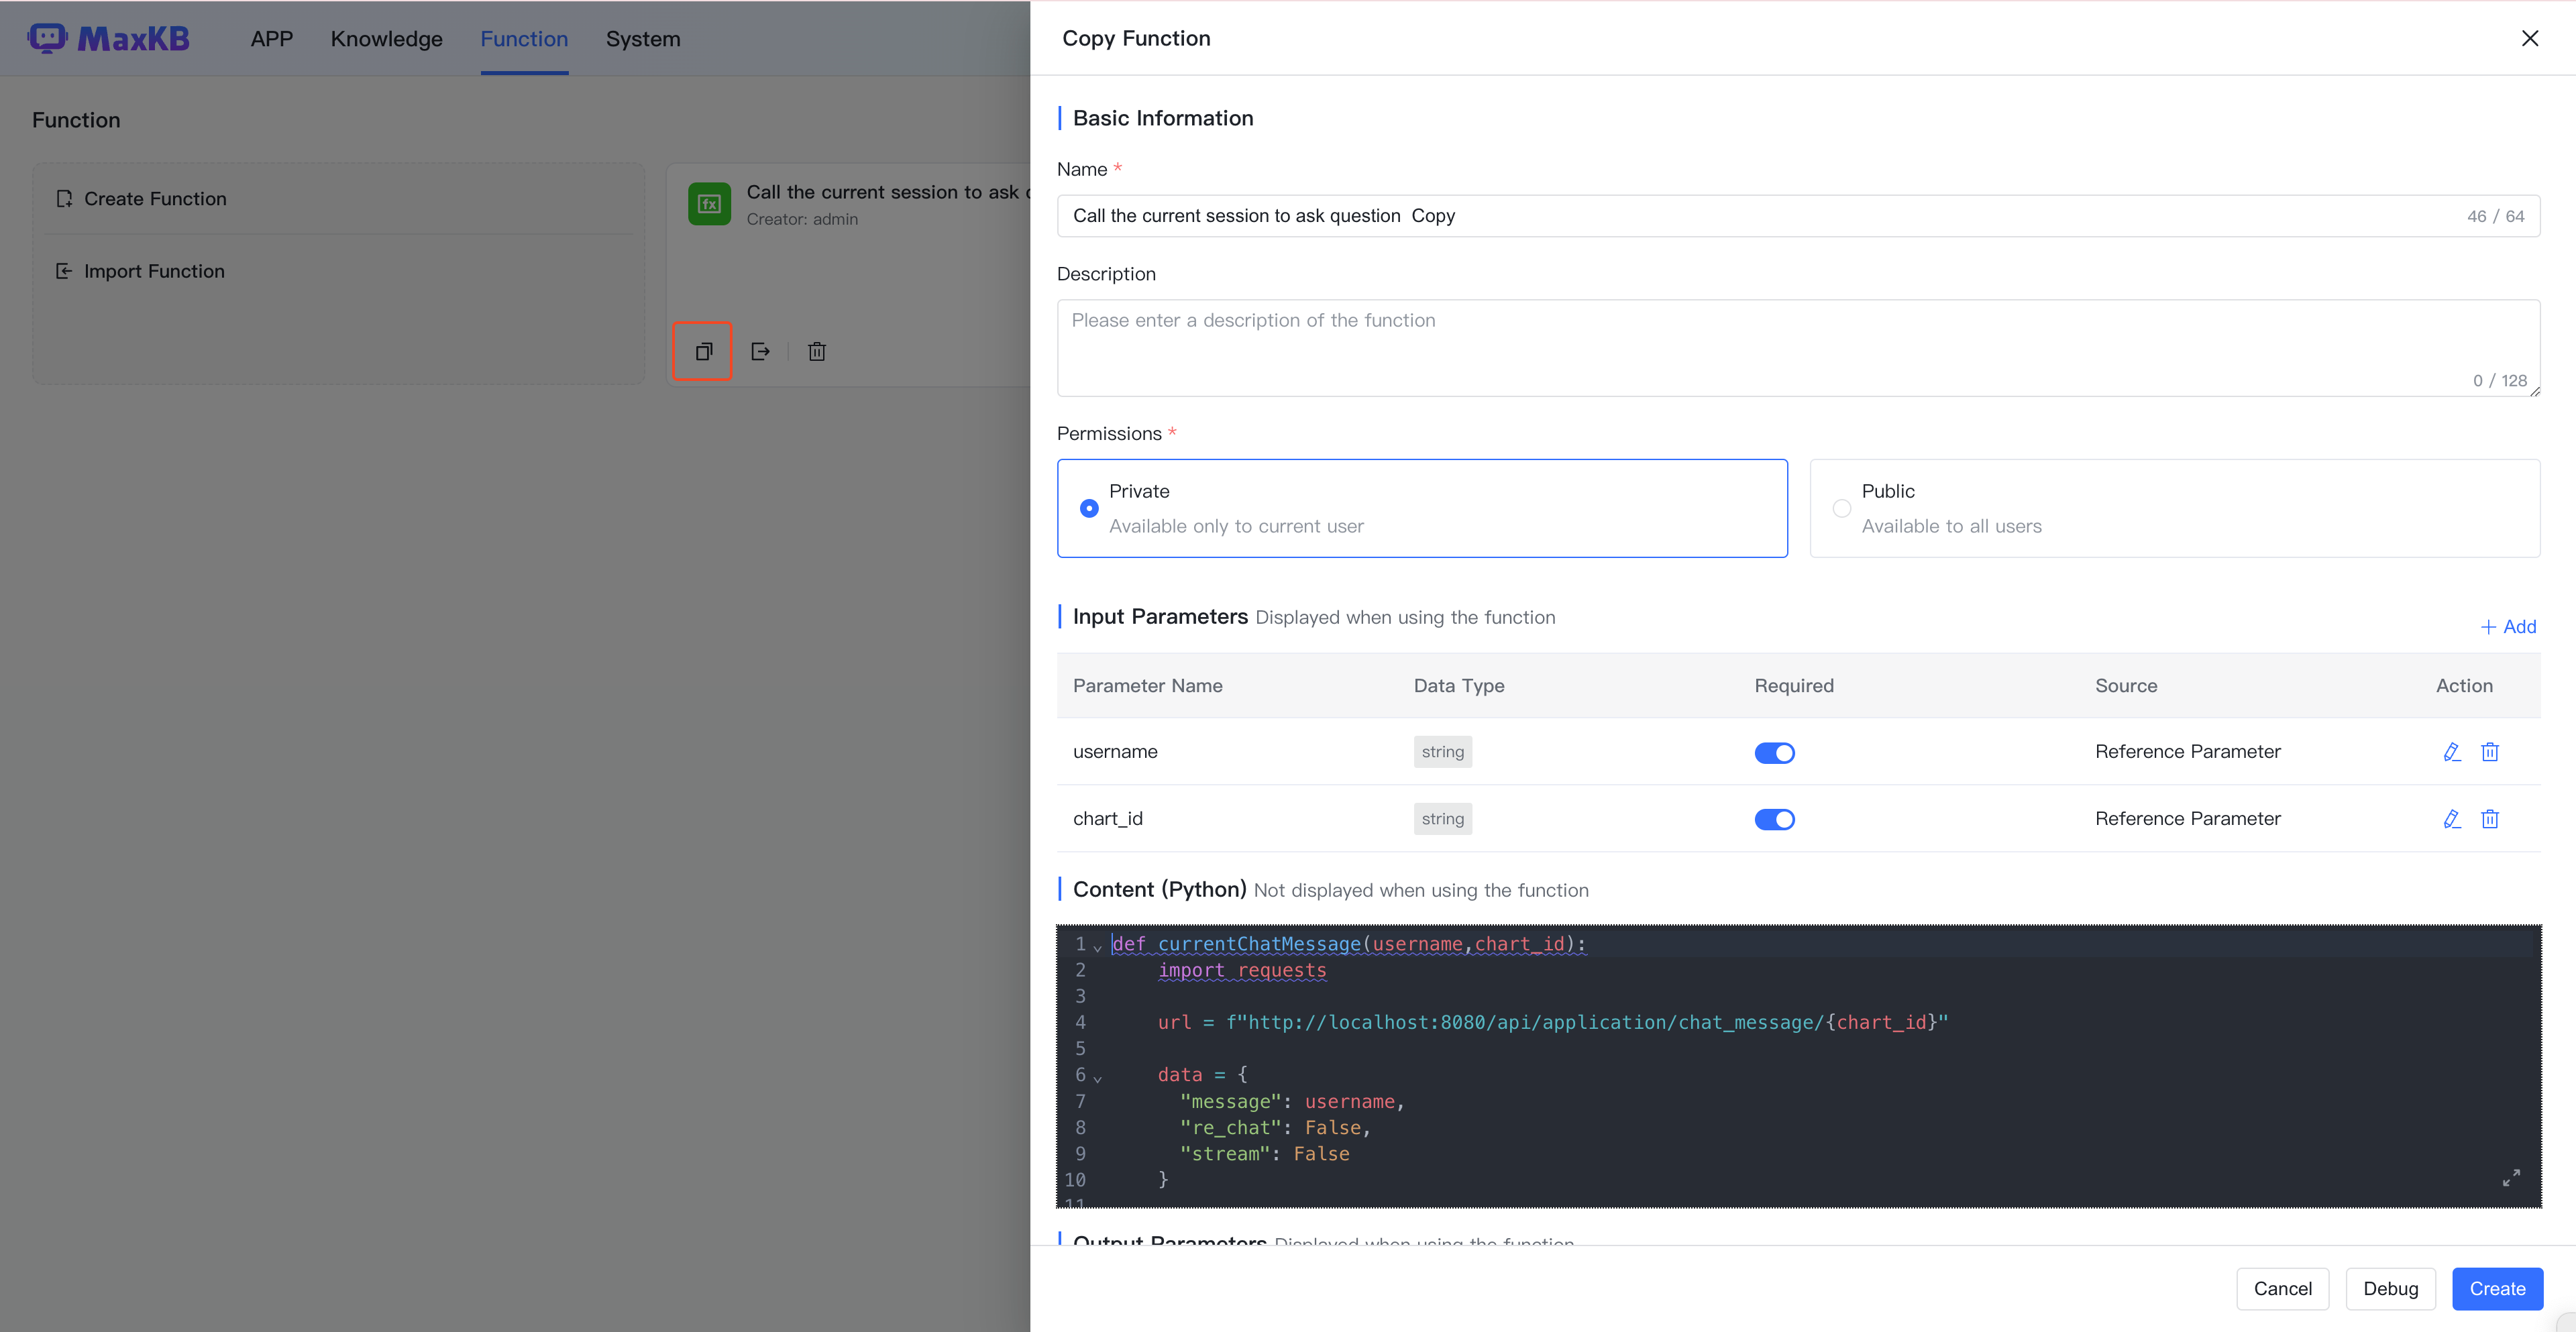 MaxKB
APP
Knowledge
Function
System
Function
Create Function
Import Function
fx
Call the current session to ask
Creator: admin
Copy Function
Basic Information
Name *
Call the current session to ask question  Copy
46 / 64
Description
Please enter a description of the function
0 / 128
Permissions *
Private
Available only to current user
Public
Available to all users
Input Parameters Displayed when using the function
+ Add
Parameter Name Data Type Required Source Action
username string Reference Parameter
chart_id string Reference Parameter
Content (Python) Not displayed when using the function
1 def currentChatMessage(username,chart_id):
2     import requests
3
4     url = f"http://localhost:8080/api/application/chat_message/{chart_id}"
5
6     data = {
7       "message": username,
8       "re_chat": False,
9       "stream": False
10     }
11
Output Parameters Displayed when using the function
Cancel
Debug
Create